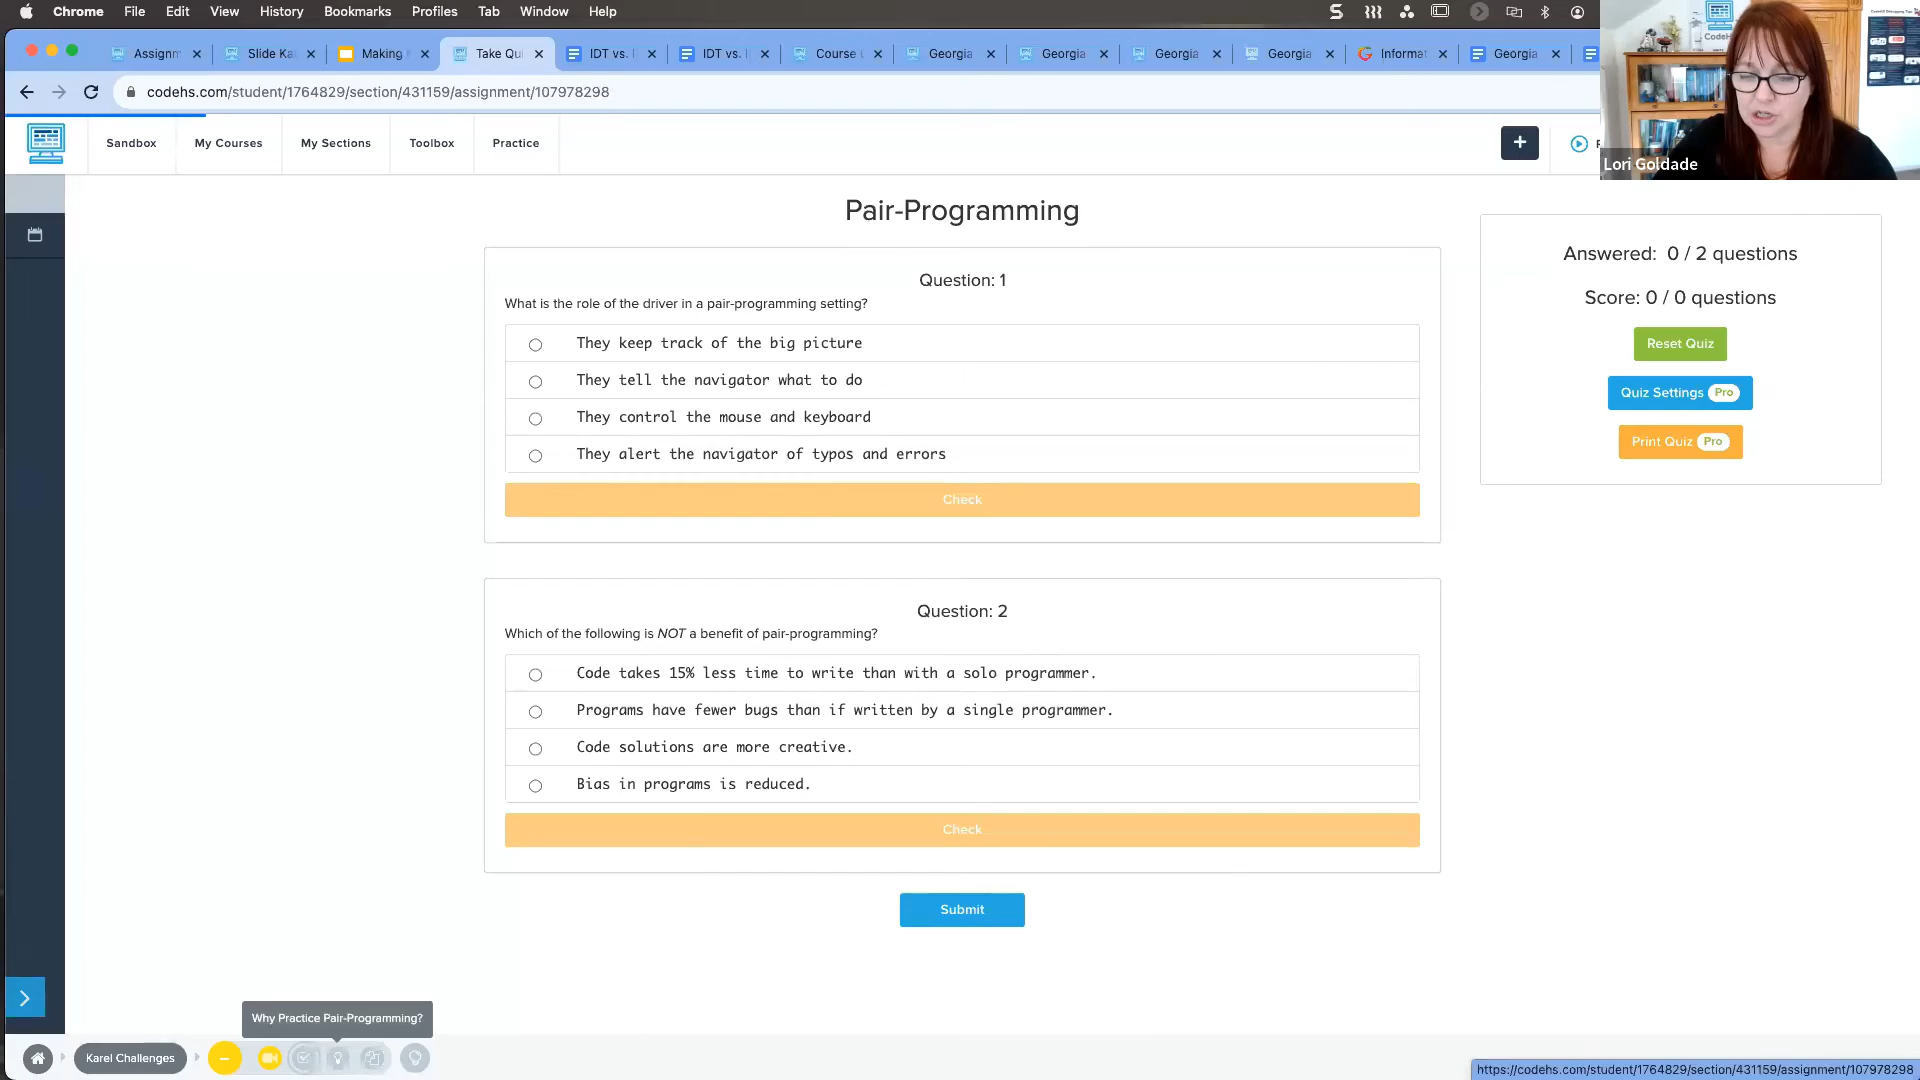 Chrome File Edit View History Bookmarks Profiles Tab Window Help
Assignm Slide Ka Making Take Qu IDT vs. IDT vs. Course Georgia Georgia Georgia Georgia Informat Georgia
codehs.com/student/1764829/section/431159/assignment/107978298
Sandbox My Courses My Sections Toolbox Practice
+
Lori Goldade
Pair-Programming
Question: 1
What is the role of the driver in a pair-programming setting?
They keep track of the big picture
They tell the navigator what to do
They control the mouse and keyboard
They alert the navigator of typos and errors
Check
Question: 2
Which of the following is NOT a benefit of pair-programming?
Code takes 15% less time to write than with a solo programmer.
Programs have fewer bugs than if written by a single programmer.
Code solutions are more creative.
Bias in programs is reduced.
Check
Submit
Answered: 0 / 2 questions
Score: 0 / 0 questions
Reset Quiz
Quiz Settings Pro
Print Quiz Pro
Why Practice Pair-Programming?
Karel Challenges
https://codehs.com/student/1764829/section/431159/assignment/107978298